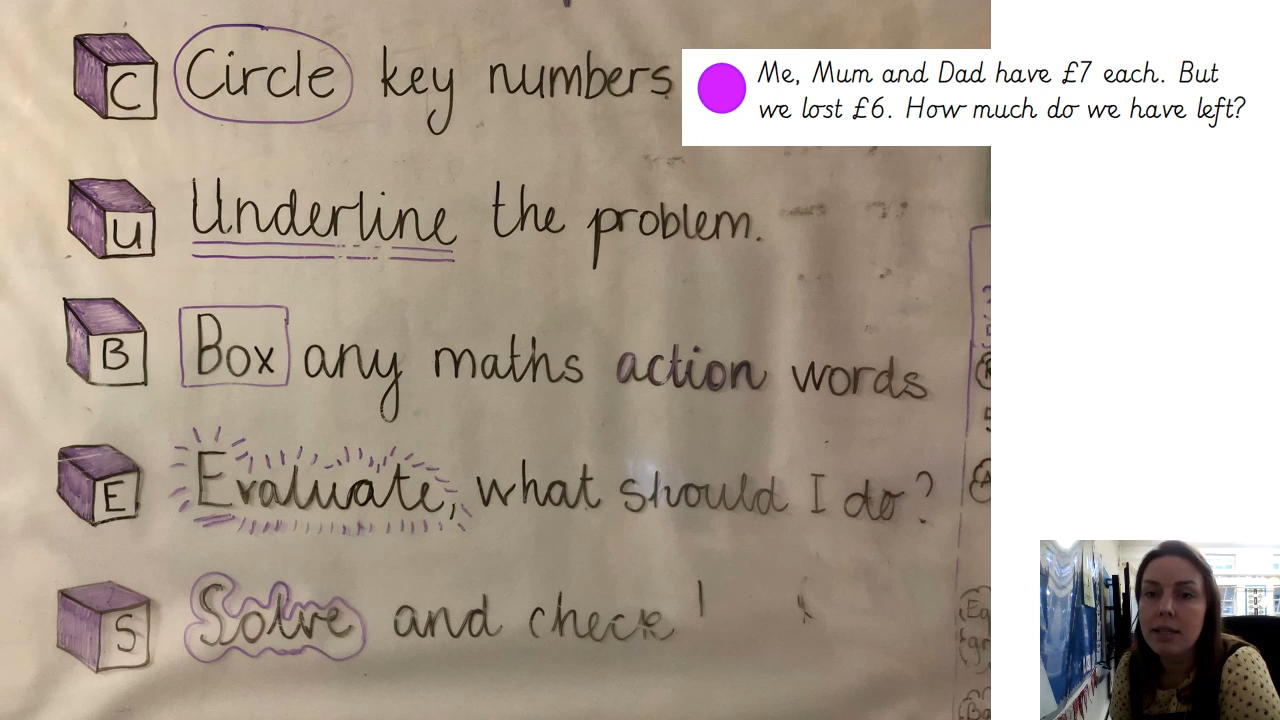 C Circle key numbers
Me, Mum and Dad have £7 each. But
we lost £6. How much do we have left?
U Underline the problem.
B Box any maths action words
E Evaluate, what should I do?
S Solve and check!